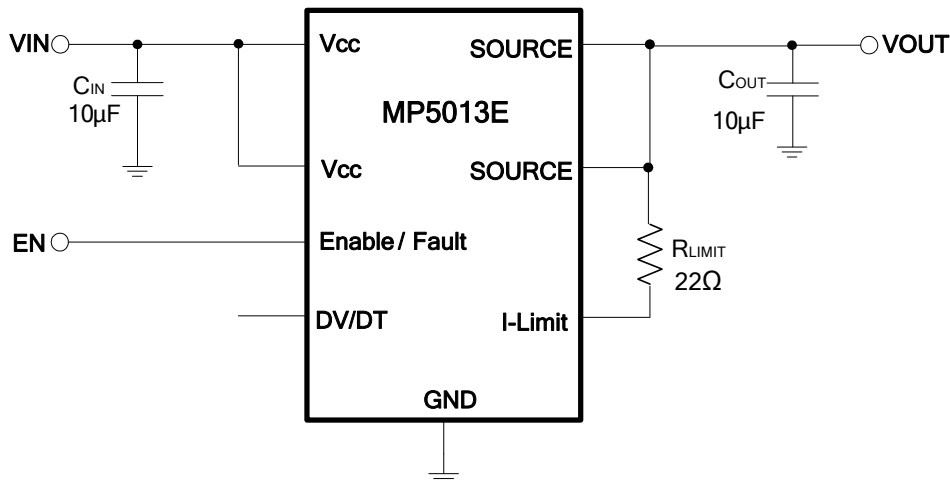 VIN
Vcc
SOURCE
VOUT
CIN
10µF
MP5013E
COUT
10µF
Vcc
SOURCE
EN
Enable / Fault
RLIMIT
22Ω
DV/DT
I-Limit
GND